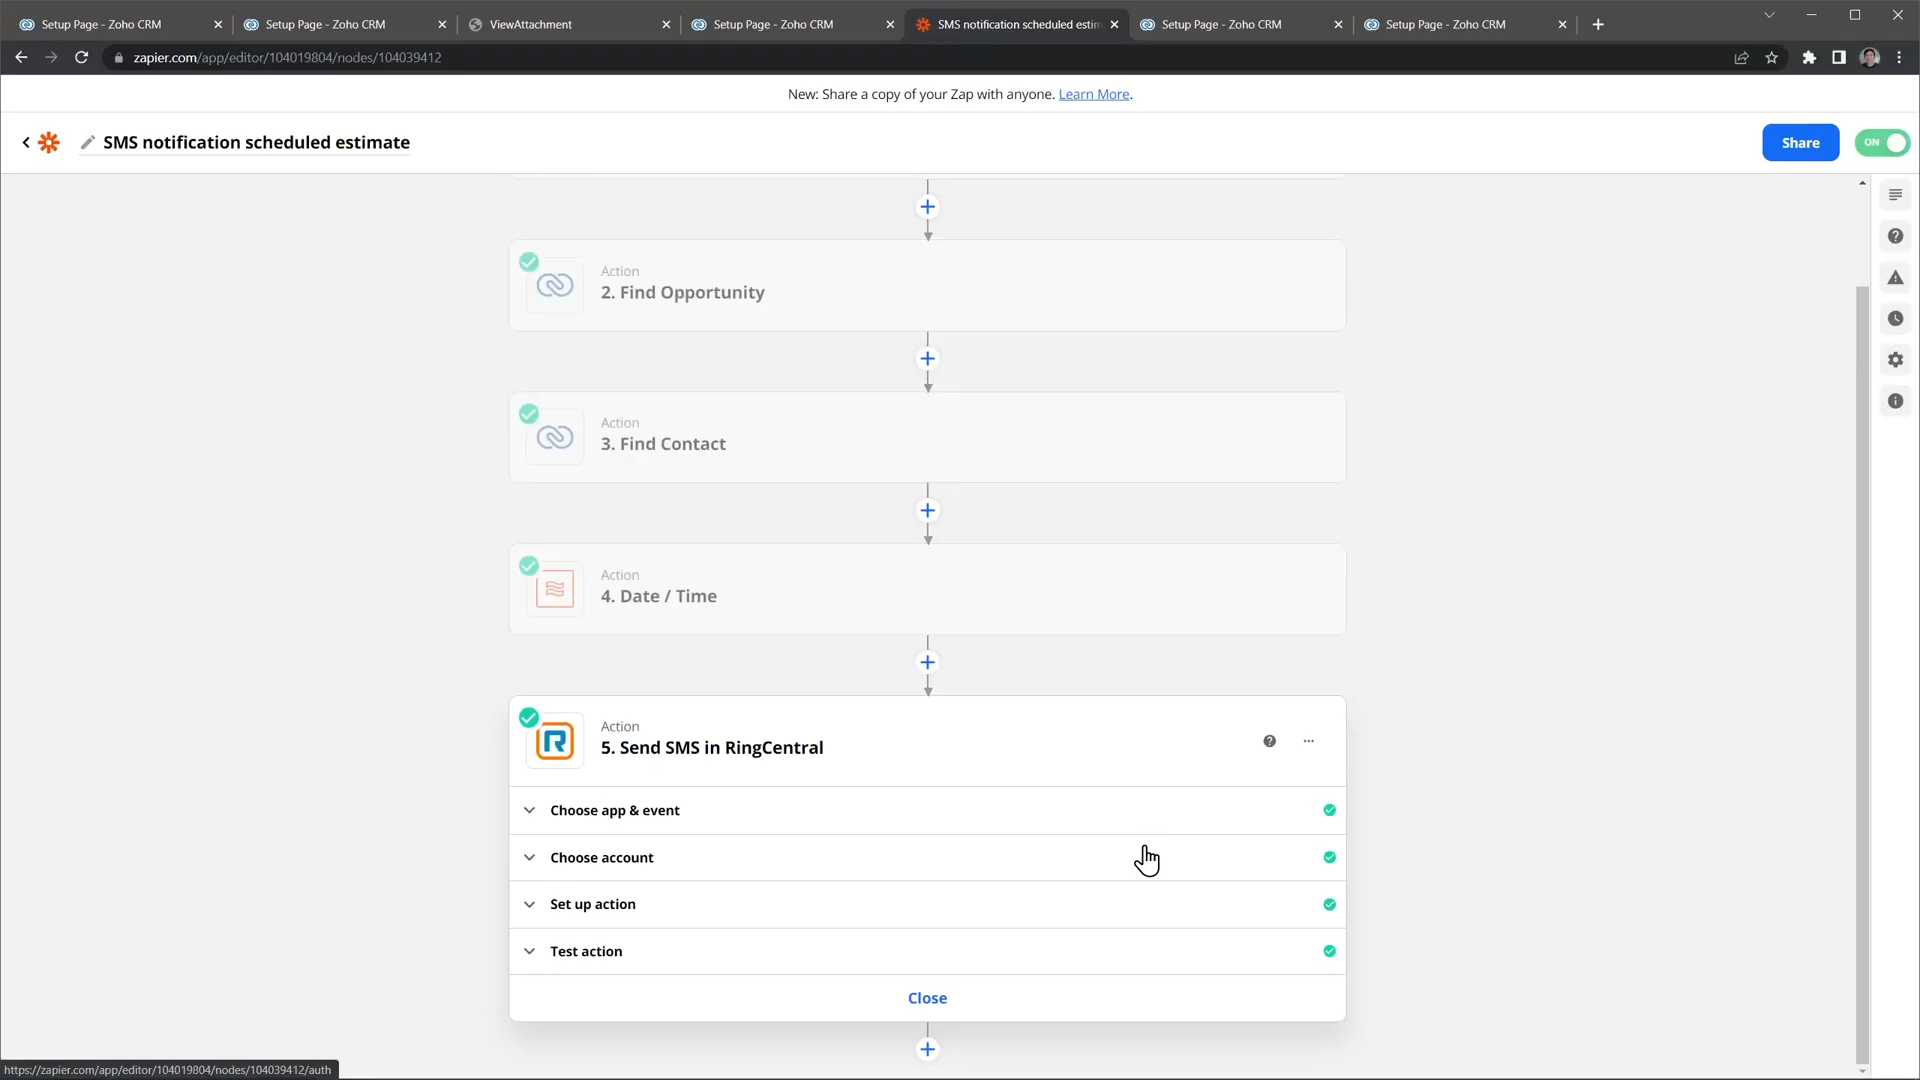 Setup Page - Zoho CRM
Setup Page - Zoho CRM
ViewAttachment
Setup Page - Zoho CRM
SMS notification scheduled estim
Setup Page - Zoho CRM
Setup Page - Zoho CRM
zapier.com/app/editor/104019804/nodes/104039412
New: Share a copy of your Zap with anyone. Learn More.
SMS notification scheduled estimate
Share
ON
Action
2. Find Opportunity
Action
3. Find Contact
Action
4. Date / Time
Action
5. Send SMS in RingCentral
Choose app & event
Choose account
Set up action
Test action
Close
https://zapier.com/app/editor/104019804/nodes/104039412/auth